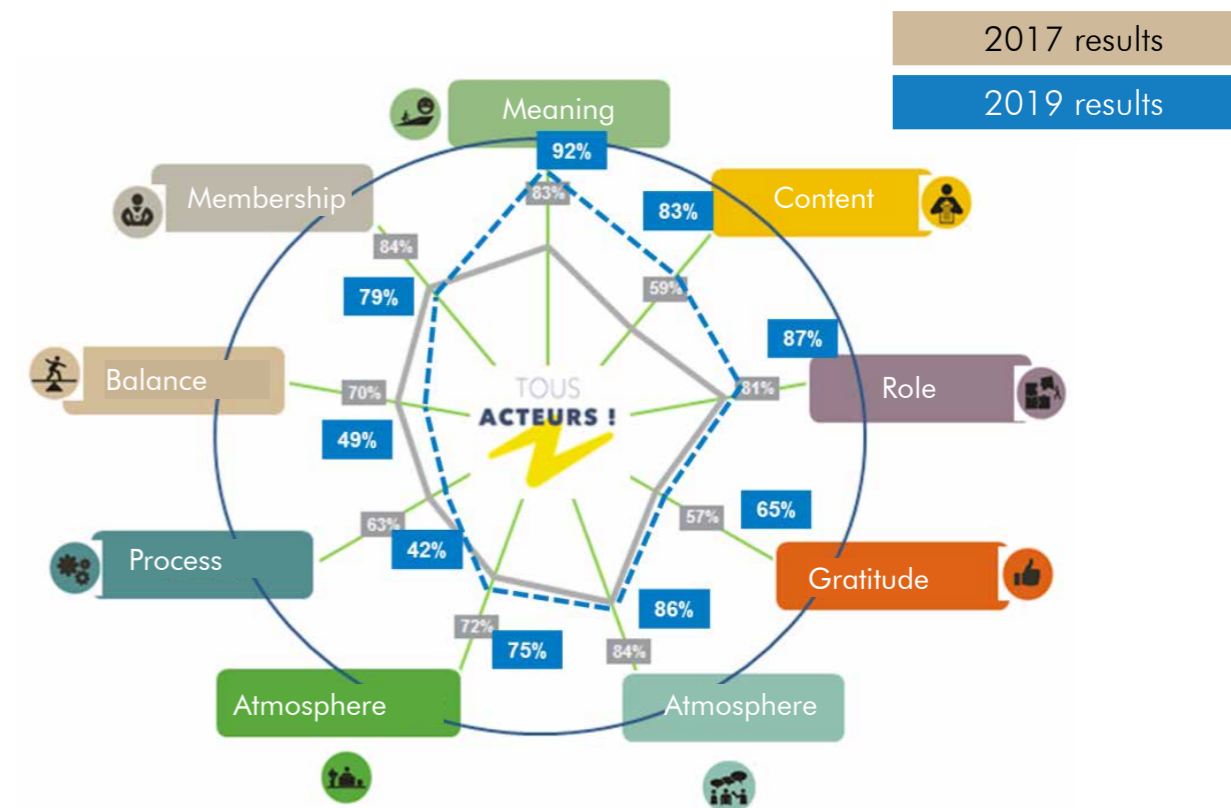 2017 results
2019 results
Meaning
92%
83%
Membership
Content
83%
84%
59%
79%
87%
TOUS
ACTEURS !
Balance
70%
81%
Role
49%
65%
57%
63%
Process
42%
Gratitude
86%
72%
75%
84%
Atmosphere
Atmosphere